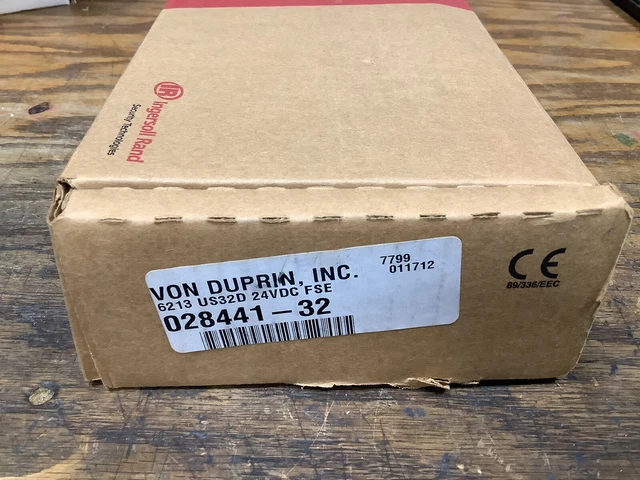 IR Ingersoll Rand
Security Technologies
VON DUPRIN, INC.
7799
6213 US32D 24VDC FSE
011712
028441-32
CE
89/336/EEC